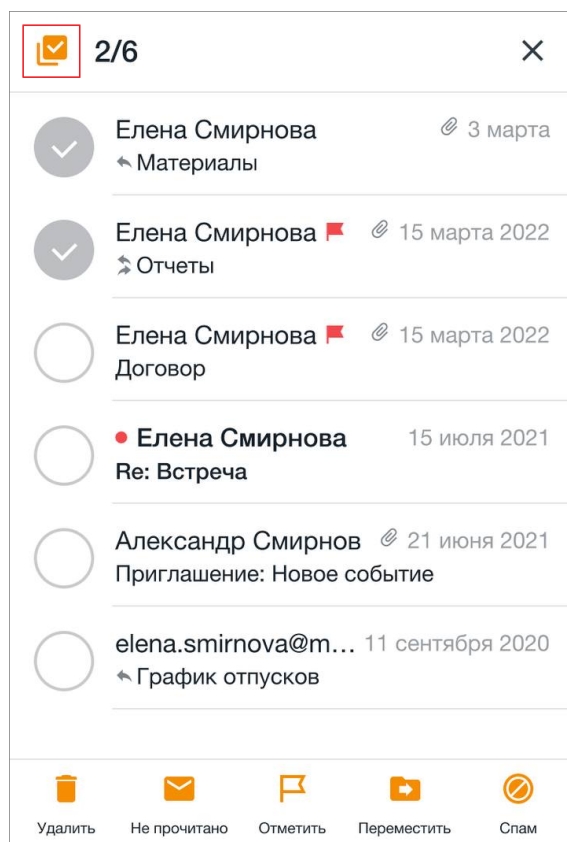 2/6
Елена Смирнова 3 марта
Материалы
Елена Смирнова 15 марта 2022
Отчеты
Елена Смирнова 15 марта 2022
Договор
Елена Смирнова 15 июля 2021
Re: Встреча
Александр Смирнов 21 июня 2021
Приглашение: Новое событие
elena.smirnova@m... 11 сентября 2020
График отпусков
Удалить Не прочитано Отметить Переместить Спам